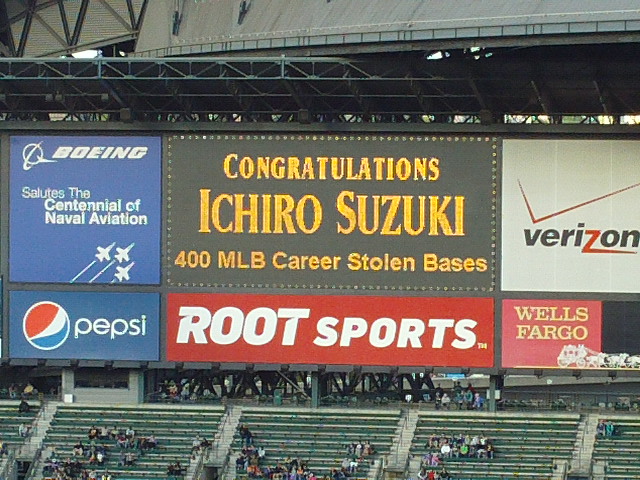 BOEING
Salutes The
Centennial of
Naval Aviation
CONGRATULATIONS
ICHIRO SUZUKI
400 MLB Career Stolen Bases
verizon
pepsi
ROOT SPORTS™
WELLS
FARGO